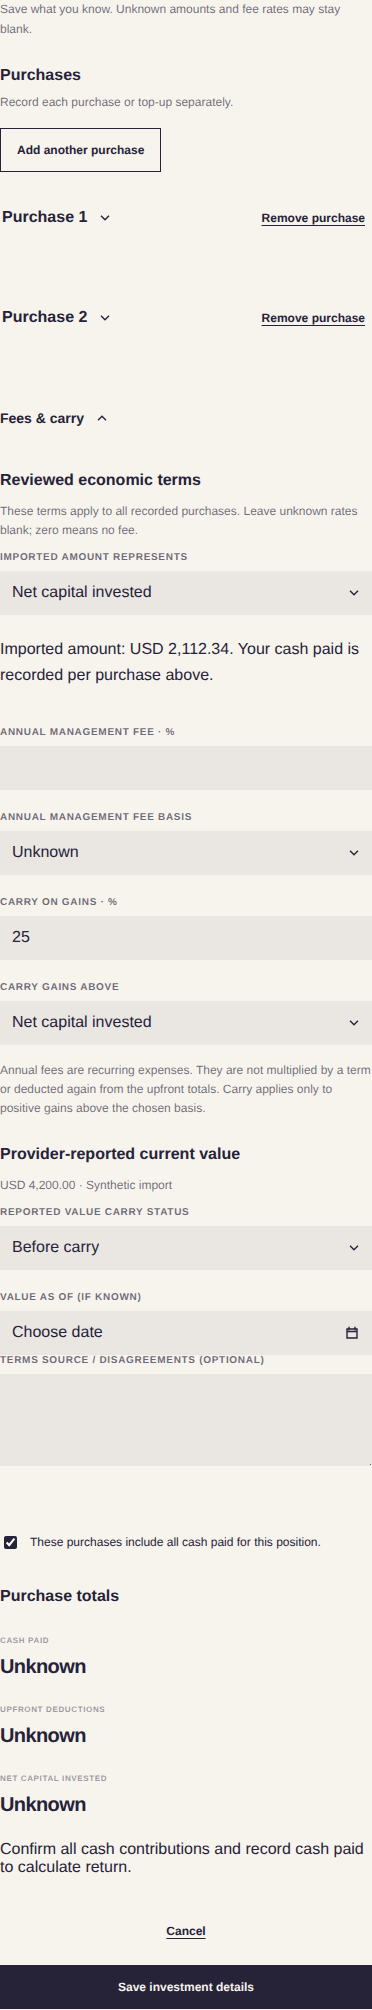 Save what you know. Unknown amounts and fee rates may stay
blank.
Purchases
Record each purchase or top-up separately.
Add another purchase
Purchase 1
Remove purchase
Purchase 2
Remove purchase
Fees & carry
Reviewed economic terms
These terms apply to all recorded purchases. Leave unknown rates
blank; zero means no fee.
IMPORTED AMOUNT REPRESENTS
Net capital invested
Imported amount: USD 2,112.34. Your cash paid is
recorded per purchase above.
ANNUAL MANAGEMENT FEE · %
ANNUAL MANAGEMENT FEE BASIS
Unknown
CARRY ON GAINS · %
25
CARRY GAINS ABOVE
Net capital invested
Annual fees are recurring expenses. They are not multiplied by a term
or deducted again from the upfront totals. Carry applies only to
positive gains above the chosen basis.
Provider-reported current value
USD 4,200.00 · Synthetic import
REPORTED VALUE CARRY STATUS
Before carry
VALUE AS OF (IF KNOWN)
Choose date
TERMS SOURCE / DISAGREEMENTS (OPTIONAL)
These purchases include all cash paid for this position.
Purchase totals
CASH PAID
Unknown
UPFRONT DEDUCTIONS
Unknown
NET CAPITAL INVESTED
Unknown
Confirm all cash contributions and record cash paid
to calculate return.
Cancel
Save investment details